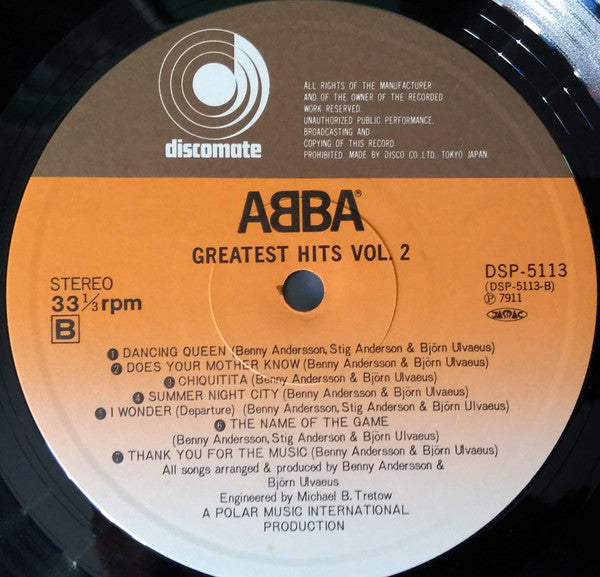 discomate
ALL RIGHTS OF THE MANUFACTURER
AND OF THE OWNER OF THE RECORDED
WORK RESERVED.
UNAUTHORIZED PUBLIC PERFORMANCE,
BROADCASTING AND
COPYING OF THIS RECORD
PROHIBITED. MADE BY DISCO CO., LTD. TOKYO JAPAN.
ABBA®
GREATEST HITS VOL. 2
STEREO
33 1/3 rpm
B
DSP-5113
(DSP-5113-B)
Ⓟ 7911
JASRAC
❶ DANCING QUEEN (Benny Andersson, Stig Anderson & Björn Ulvaeus)
❷ DOES YOUR MOTHER KNOW (Benny Andersson & Björn Ulvaeus)
❸ CHIQUITITA (Benny Andersson & Björn Ulvaeus)
❹ SUMMER NIGHT CITY (Benny Andersson & Björn Ulvaeus)
❺ I WONDER (Departure) (Benny Andersson, Stig Anderson & Björn Ulvaeus)
❻ THE NAME OF THE GAME
(Benny Andersson, Stig Anderson & Björn Ulvaeus)
❼ THANK YOU FOR THE MUSIC (Benny Andersson & Björn Ulvaeus)
All songs arranged & produced by Benny Andersson &
Björn Ulvaeus
Engineered by Michael B. Tretow
A POLAR MUSIC INTERNATIONAL
PRODUCTION